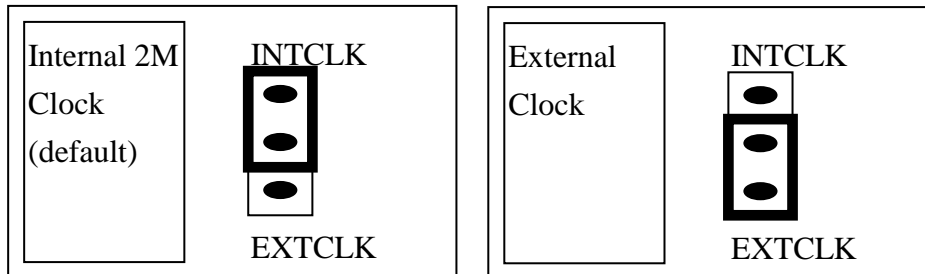 Internal 2M
Clock
(default)
INTCLK
EXTCLK
External
Clock
INTCLK
EXTCLK